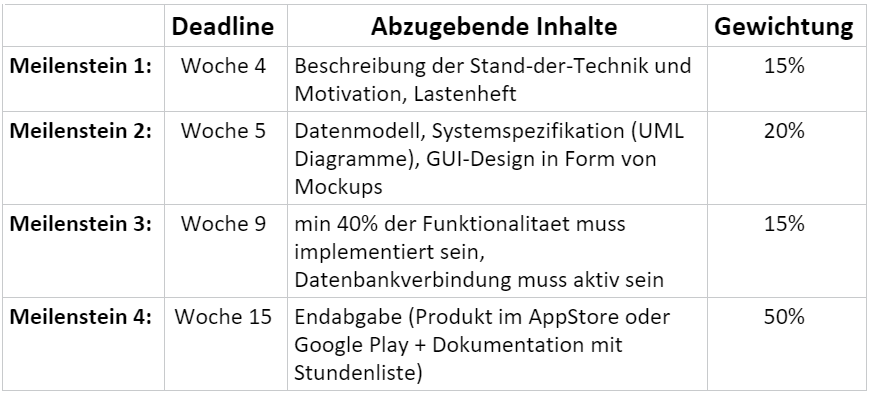 Deadline Abzugebende Inhalte Gewichtung
Meilenstein 1: Woche 4 Beschreibung der Stand-der-Technik und 15%
Motivation, Lastenheft
Meilenstein 2: Woche 5 Datenmodell, Systemspezifikation (UML 20%
Diagramme), GUI-Design in Form von
Mockups
Meilenstein 3: Woche 9 min 40% der Funktionalitaet muss 15%
implementiert sein,
Datenbankverbindung muss aktiv sein
Meilenstein 4: Woche 15 Endabgabe (Produkt im AppStore oder 50%
Google Play + Dokumentation mit
Stundenliste)